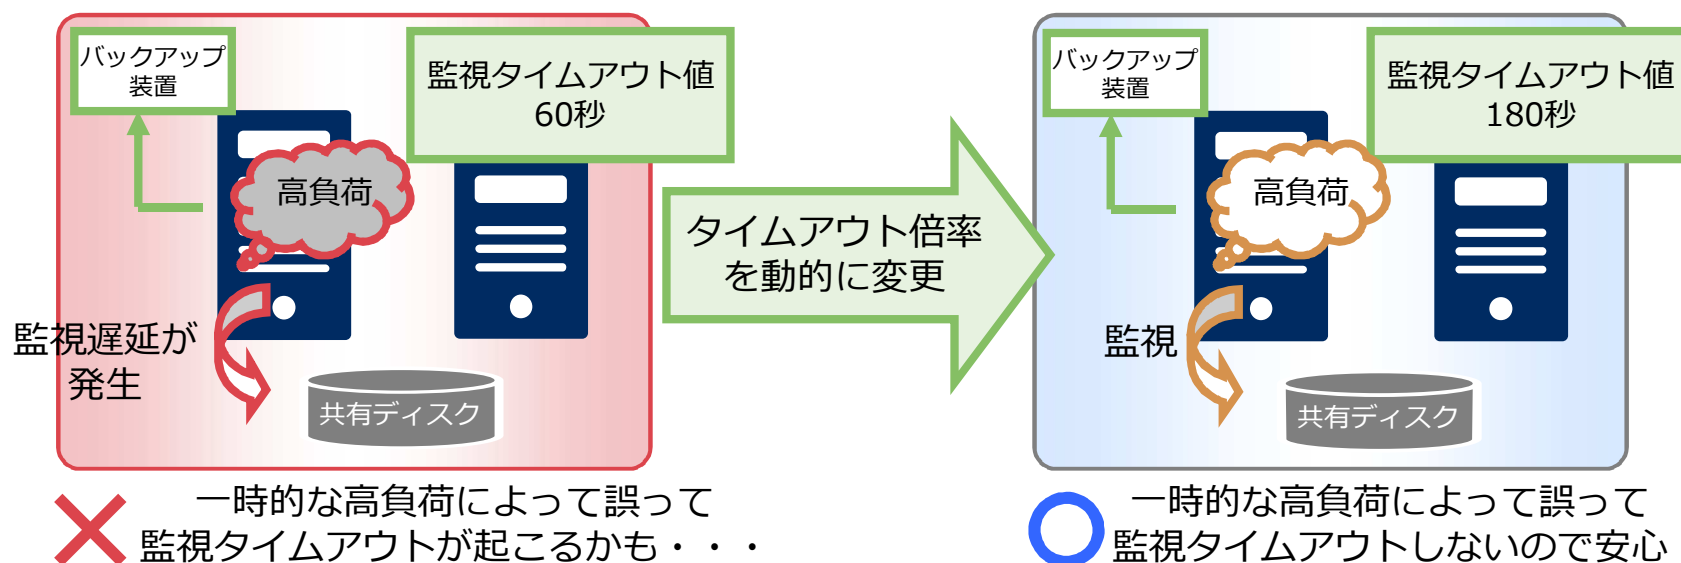 バックアップ
装置
監視タイムアウト値
60秒
高負荷
監視遅延が
発生
共有ディスク
一時的な高負荷によって誤って
監視タイムアウトが起こるかも・・・
タイムアウト倍率
を動的に変更
バックアップ
装置
監視タイムアウト値
180秒
高負荷
監視
共有ディスク
一時的な高負荷によって誤って
監視タイムアウトしないので安心